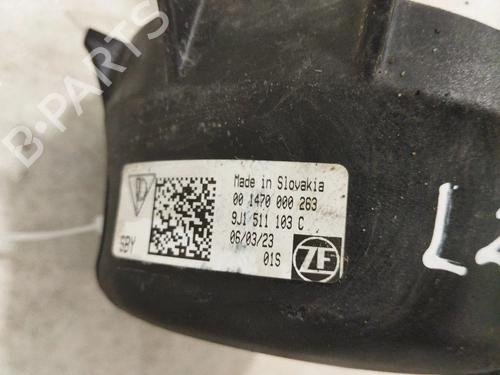 B-Parts
Made in Slovakia
00 1470 000 263
9J1 511 103 C
06/03/23
01S
SBY
ZF